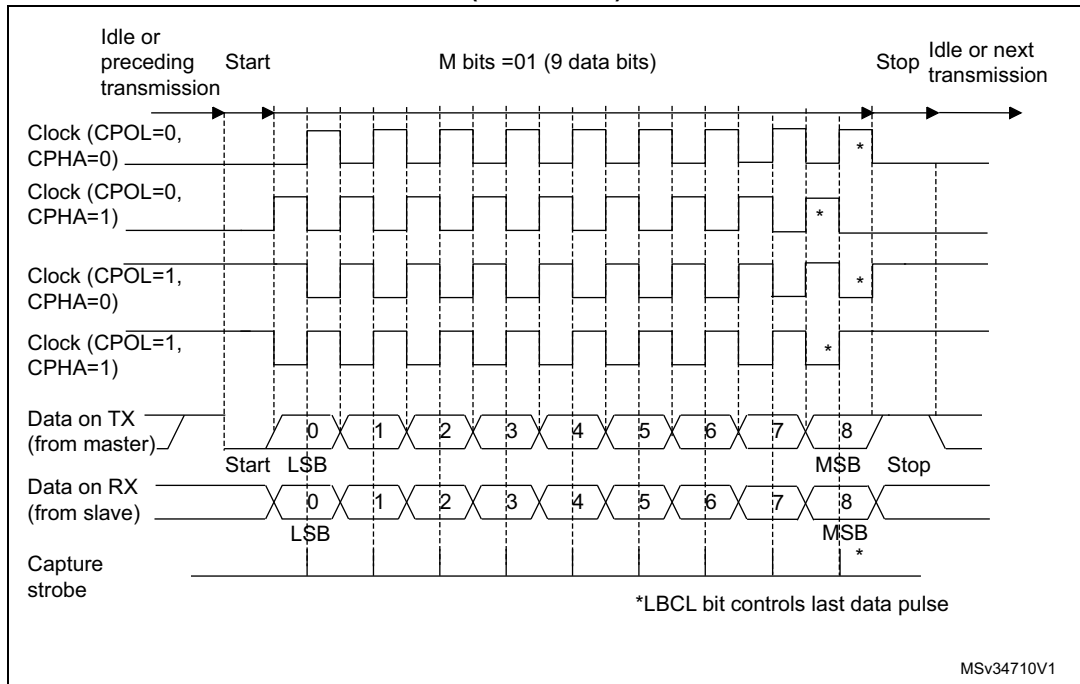 Idle or
preceding
transmission
Start
M bits =01 (9 data bits)
Stop
Idle or next
transmission
Clock (CPOL=0,
CPHA=0)
*
Clock (CPOL=0,
CPHA=1)
*
Clock (CPOL=1,
CPHA=0)
*
Clock (CPOL=1,
CPHA=1)
*
Data on TX
(from master)
0 1 2 3 4 5 6 7 8
Start LSB MSB Stop
Data on RX
(from slave)
0 1 2 3 4 5 6 7 8
LSB MSB
Capture
strobe
*
*LBCL bit controls last data pulse
MSv34710V1